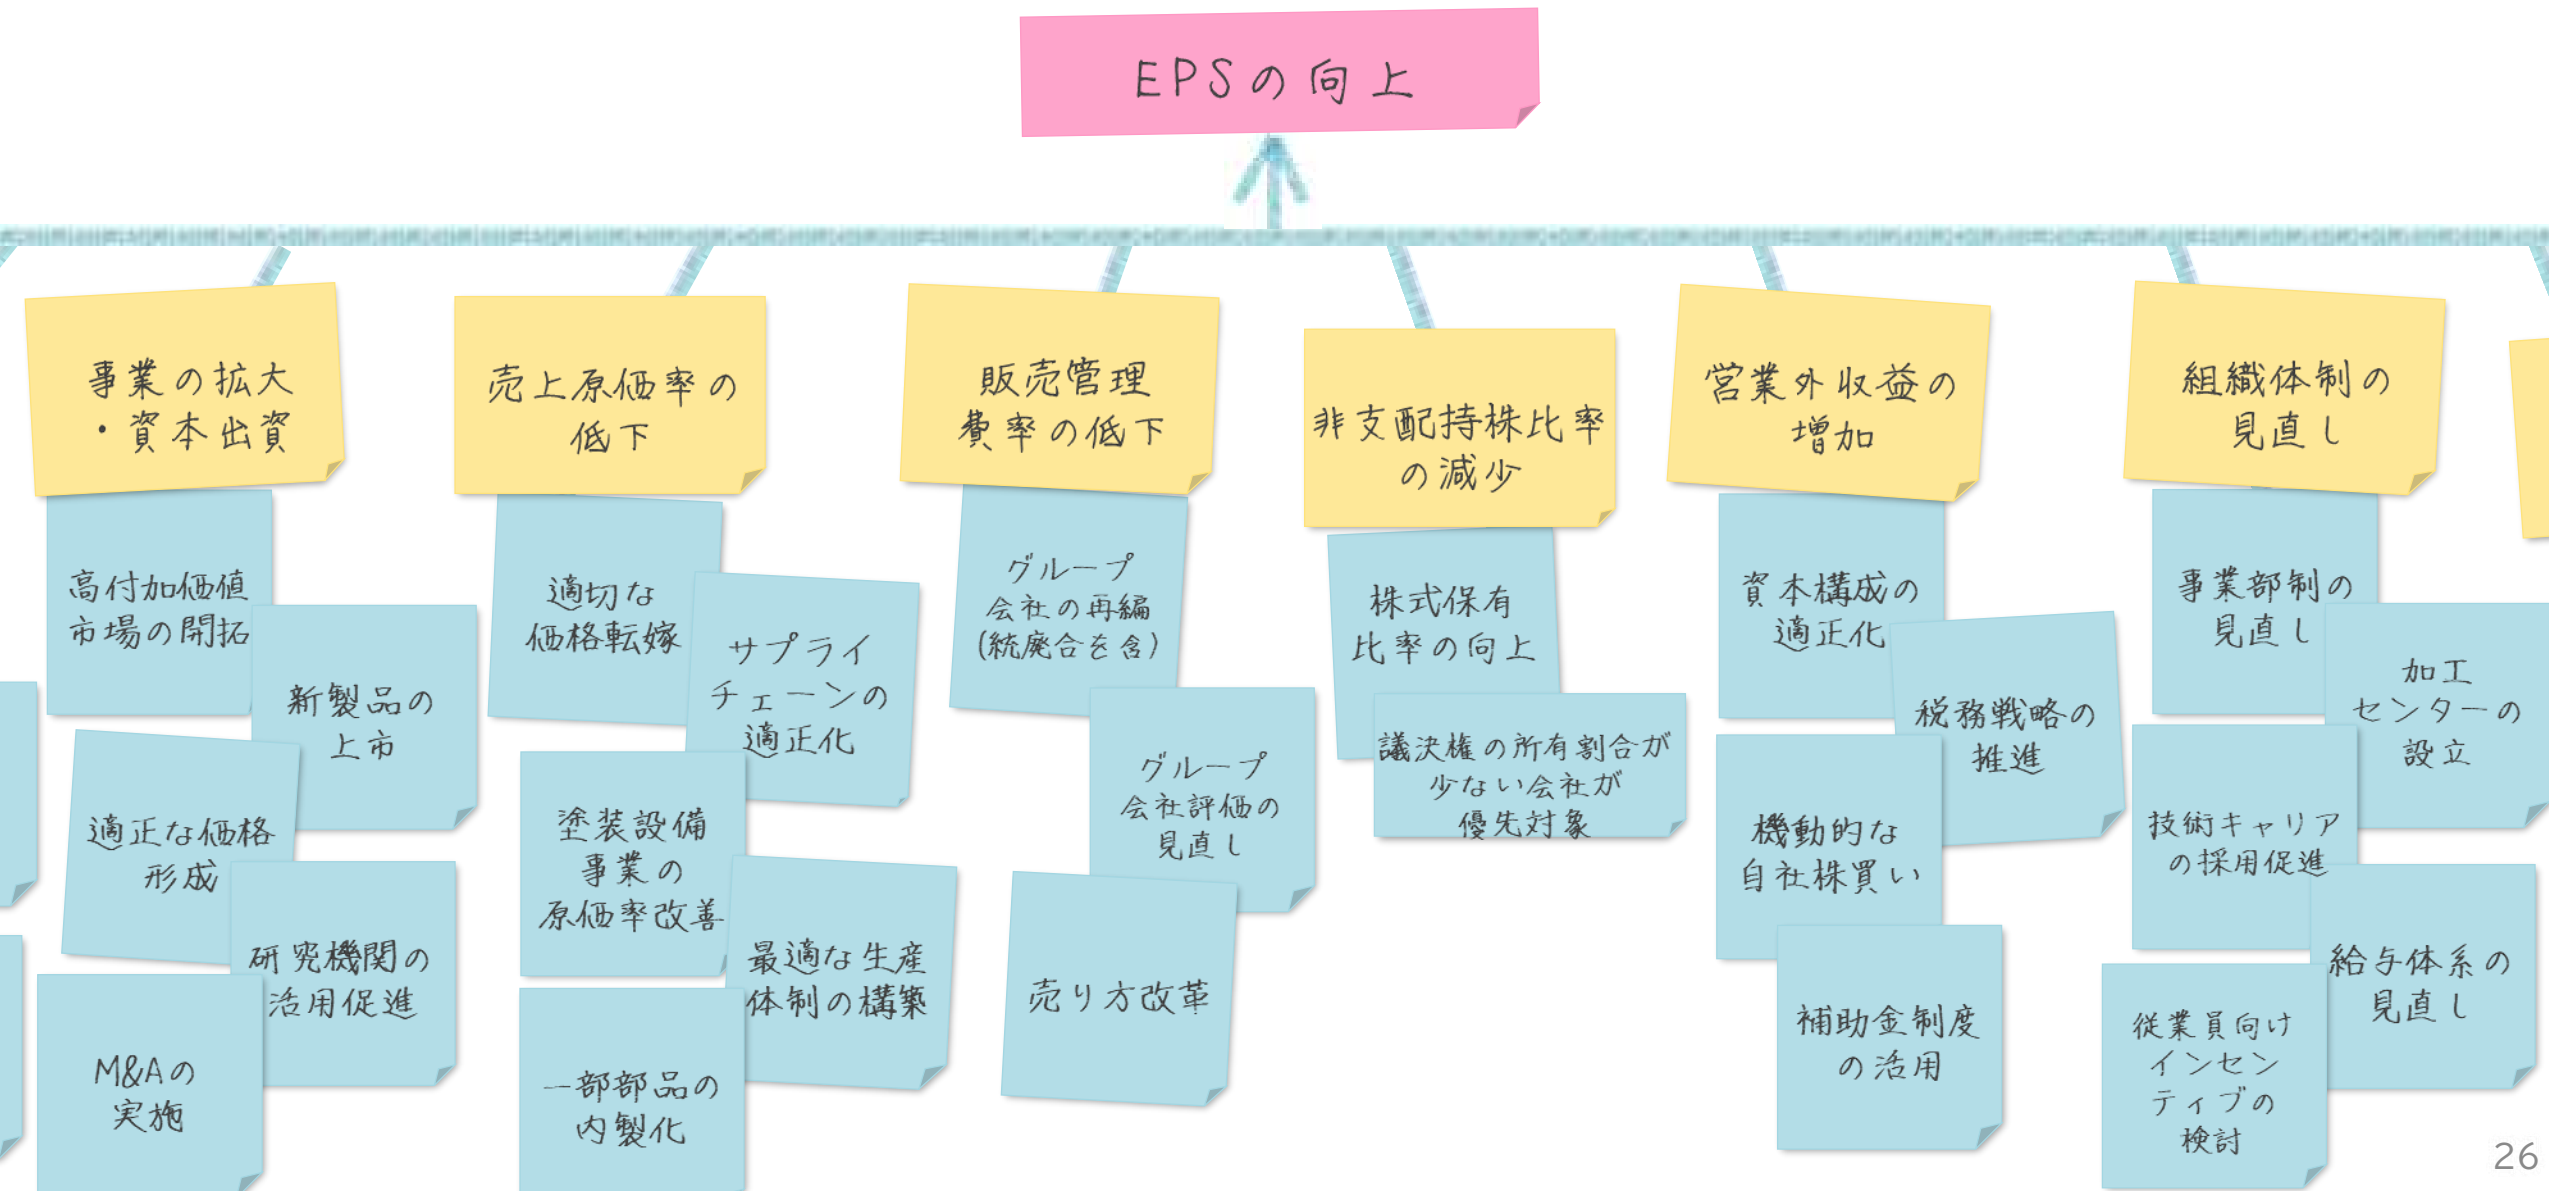 EPSの向上
事業の拡大
・資本出資
高付加価値
市場の開拓
新製品の
上市
適正な価格
形成
研究機関の
活用促進
M&Aの
実施
売上原価率の
低下
適切な
価格転嫁
サプライ
チェーンの
適正化
塗装設備
事業の
原価率改善
最適な生産
体制の構築
一部部品の
内製化
販売管理
費率の低下
グループ
会社の再編
(統廃合を含)
グループ
会社評価の
見直し
売り方改革
非支配持株比率
の減少
株式保有
比率の向上
議決権の所有割合が
少ない会社が
優先対象
営業外収益の
増加
資本構成の
適正化
税務戦略の
推進
機動的な
自社株買い
補助金制度
の活用
組織体制の
見直し
事業部制の
見直し
加工
センターの
設立
技術キャリア
の採用促進
給与体系の
見直し
従業員向け
インセン
ティブの
検討
26